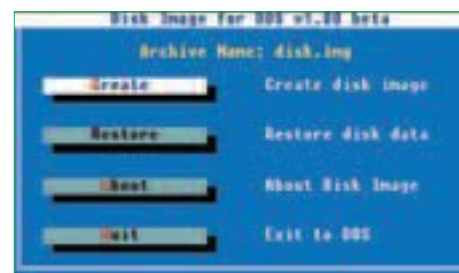 Disk Image for DOS v1.00 beta
Archive Name: disk.img
Create Create disk image
Restore Restore disk data
About About Disk Image
Quit Exit to DOS